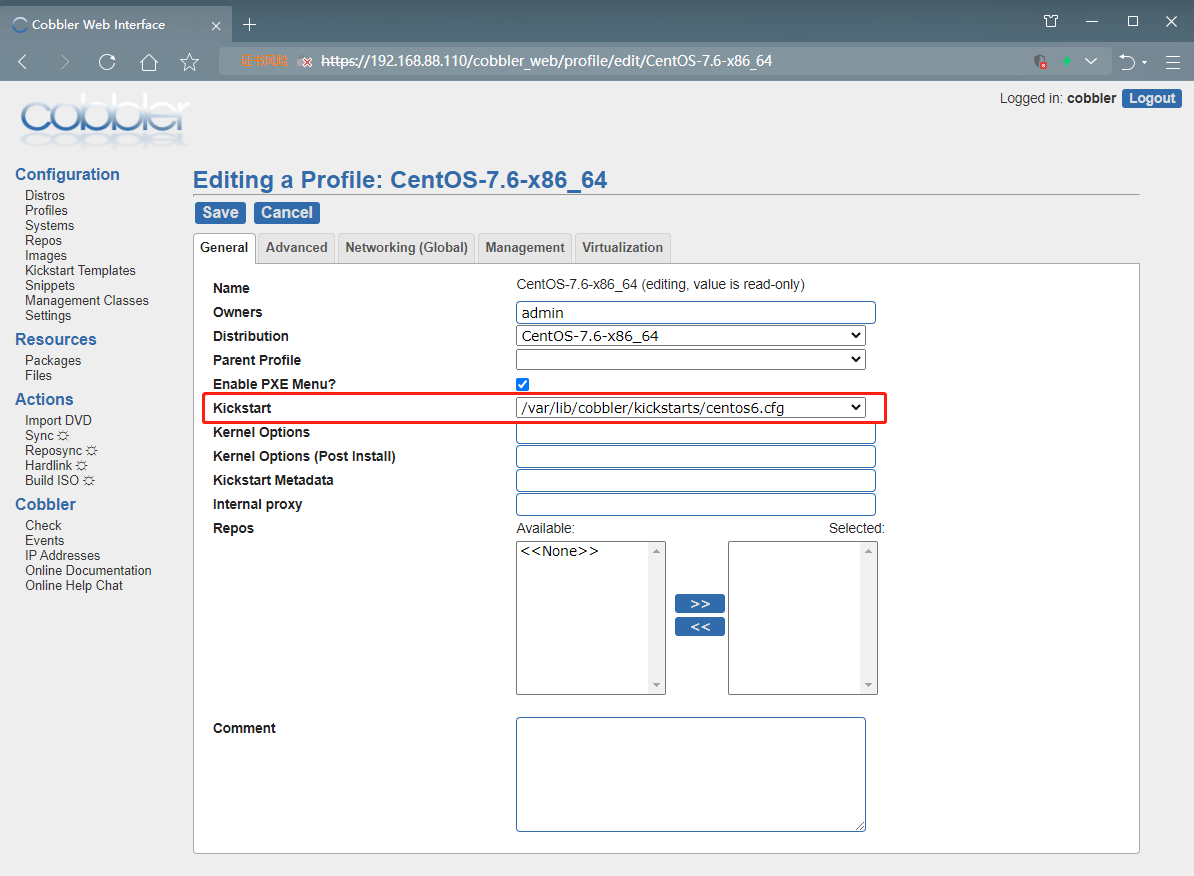 Cobbler Web Interface
证书风险 https://192.168.88.110/cobbler_web/profile/edit/CentOS-7.6-x86_64
cobbler
Logged in: cobbler Logout
Configuration
Distros
Profiles
Systems
Repos
Images
Kickstart Templates
Snippets
Management Classes
Settings
Resources
Packages
Files
Actions
Import DVD
Sync
Reposync
Hardlink
Build ISO
Cobbler
Check
Events
IP Addresses
Online Documentation
Online Help Chat
Editing a Profile: CentOS-7.6-x86_64
Save Cancel
General Advanced Networking (Global) Management Virtualization
Name CentOS-7.6-x86_64 (editing, value is read-only)
Owners admin
Distribution CentOS-7.6-x86_64
Parent Profile
Enable PXE Menu?
Kickstart /var/lib/cobbler/kickstarts/centos6.cfg
Kernel Options
Kernel Options (Post Install)
Kickstart Metadata
Internal proxy
Repos Available: Selected:
<<None>>
>>
<<
Comment